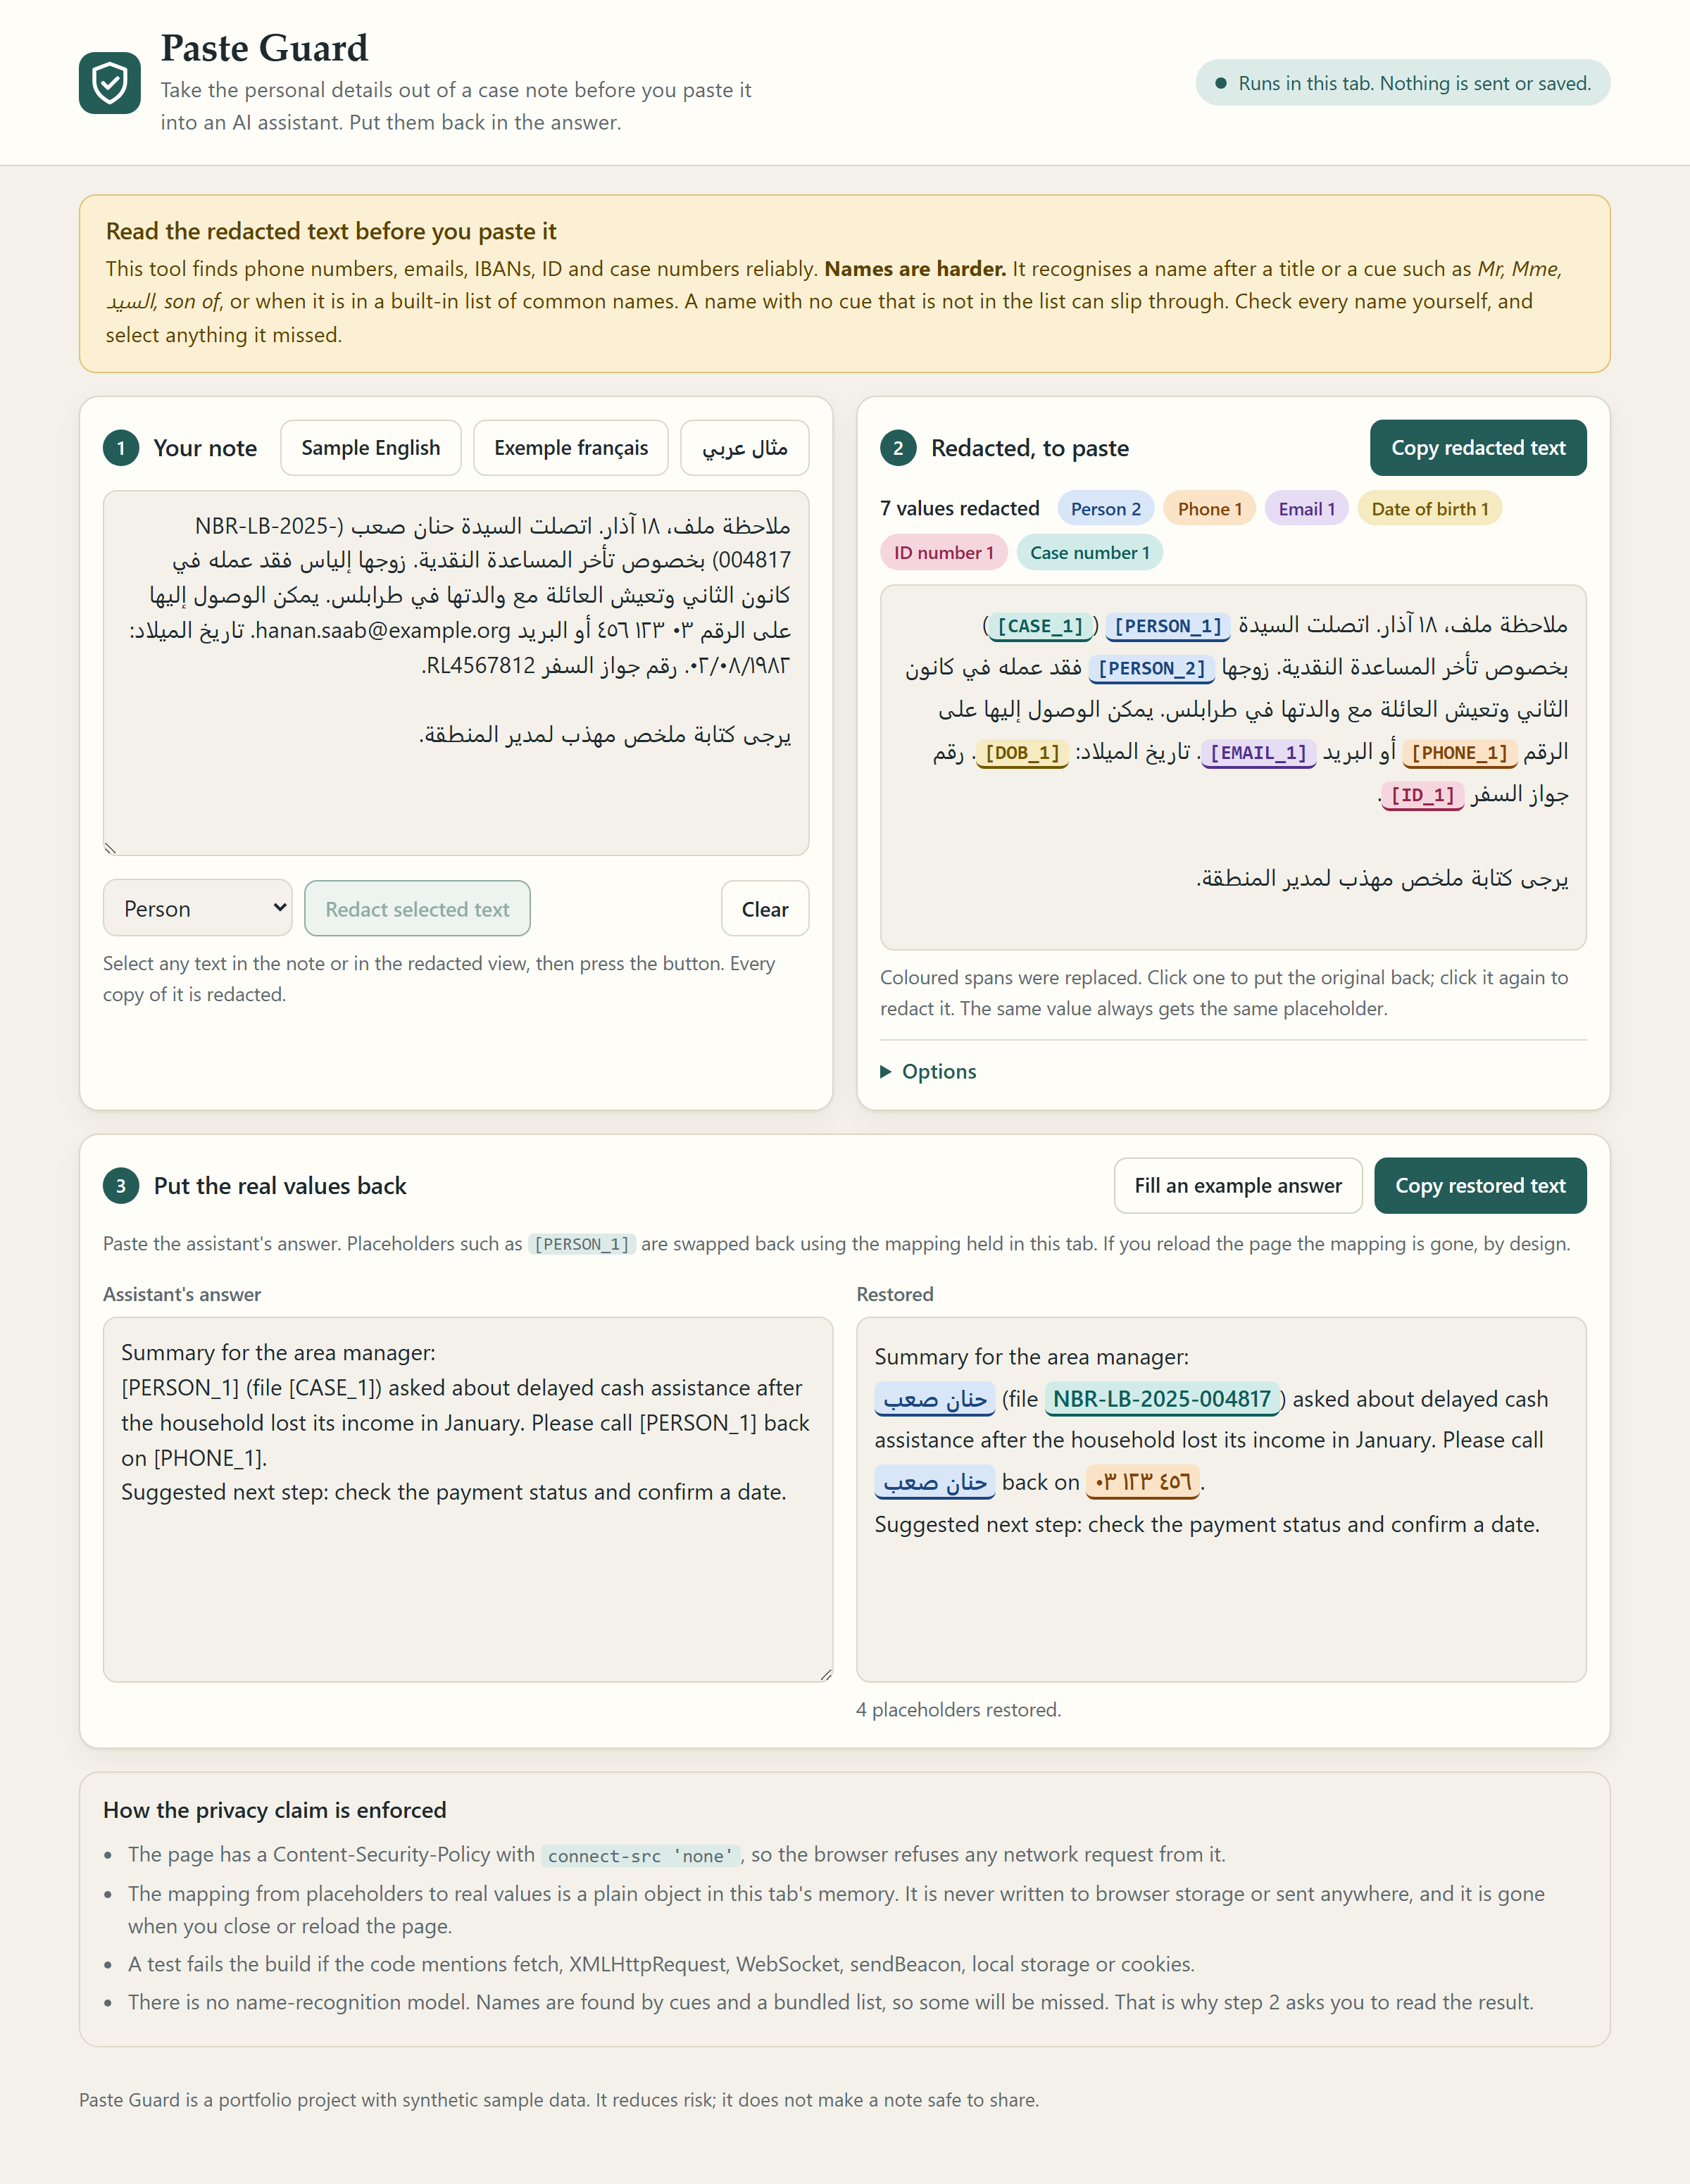 Paste Guard
Take the personal details out of a case note before you paste it
into an AI assistant. Put them back in the answer.
Runs in this tab. Nothing is sent or saved.
Read the redacted text before you paste it
This tool finds phone numbers, emails, IBANs, ID and case numbers reliably. Names are harder. It recognises a name after a title or a cue such as Mr, Mme,
السيد, son of, or when it is in a built-in list of common names. A name with no cue that is not in the list can slip through. Check every name yourself, and
select anything it missed.
1 Your note
Sample English
Exemple français
مثال عربي
ملاحظة ملف، ١٨ آذار. اتصلت السيدة حنان صعب (NBR-LB-2025-
004817) بخصوص تأخر المساعدة النقدية. زوجها إلياس فقد عمله في
كانون الثاني وتعيش العائلة مع والدتها في طرابلس. يمكن الوصول إليها
على الرقم ٠٣ ١٢٣ ٤٥٦ أو البريد hanan.saab@example.org. تاريخ الميلاد:
٠٢/٠٨/١٩٨٢. رقم جواز السفر RL4567812.
يرجى كتابة ملخص مهذب لمدير المنطقة.
Person
Redact selected text
Clear
Select any text in the note or in the redacted view, then press the button. Every
copy of it is redacted.
2 Redacted, to paste
Copy redacted text
7 values redacted
Person 2
Phone 1
Email 1
Date of birth 1
ID number 1
Case number 1
ملاحظة ملف، ١٨ آذار. اتصلت السيدة [PERSON_1] ([CASE_1])
بخصوص تأخر المساعدة النقدية. زوجها [PERSON_2] فقد عمله في كانون
الثاني وتعيش العائلة مع والدتها في طرابلس. يمكن الوصول إليها على
الرقم [PHONE_1] أو البريد [EMAIL_1]. تاريخ الميلاد: [DOB_1]. رقم
جواز السفر [ID_1].
يرجى كتابة ملخص مهذب لمدير المنطقة.
Coloured spans were replaced. Click one to put the original back; click it again to
redact it. The same value always gets the same placeholder.
Options
3 Put the real values back
Fill an example answer
Copy restored text
Paste the assistant's answer. Placeholders such as [PERSON_1] are swapped back using the mapping held in this tab. If you reload the page the mapping is gone, by design.
Assistant's answer
Summary for the area manager:
[PERSON_1] (file [CASE_1]) asked about delayed cash assistance after
the household lost its income in January. Please call [PERSON_1] back
on [PHONE_1].
Suggested next step: check the payment status and confirm a date.
Restored
Summary for the area manager:
حنان صعب (file NBR-LB-2025-004817) asked about delayed cash
assistance after the household lost its income in January. Please call
حنان صعب back on ٠٣ ١٢٣ ٤٥٦.
Suggested next step: check the payment status and confirm a date.
4 placeholders restored.
How the privacy claim is enforced
• The page has a Content-Security-Policy with connect-src 'none', so the browser refuses any network request from it.
• The mapping from placeholders to real values is a plain object in this tab's memory. It is never written to browser storage or sent anywhere, and it is gone
when you close or reload the page.
• A test fails the build if the code mentions fetch, XMLHttpRequest, WebSocket, sendBeacon, local storage or cookies.
• There is no name-recognition model. Names are found by cues and a bundled list, so some will be missed. That is why step 2 asks you to read the result.
Paste Guard is a portfolio project with synthetic sample data. It reduces risk; it does not make a note safe to share.